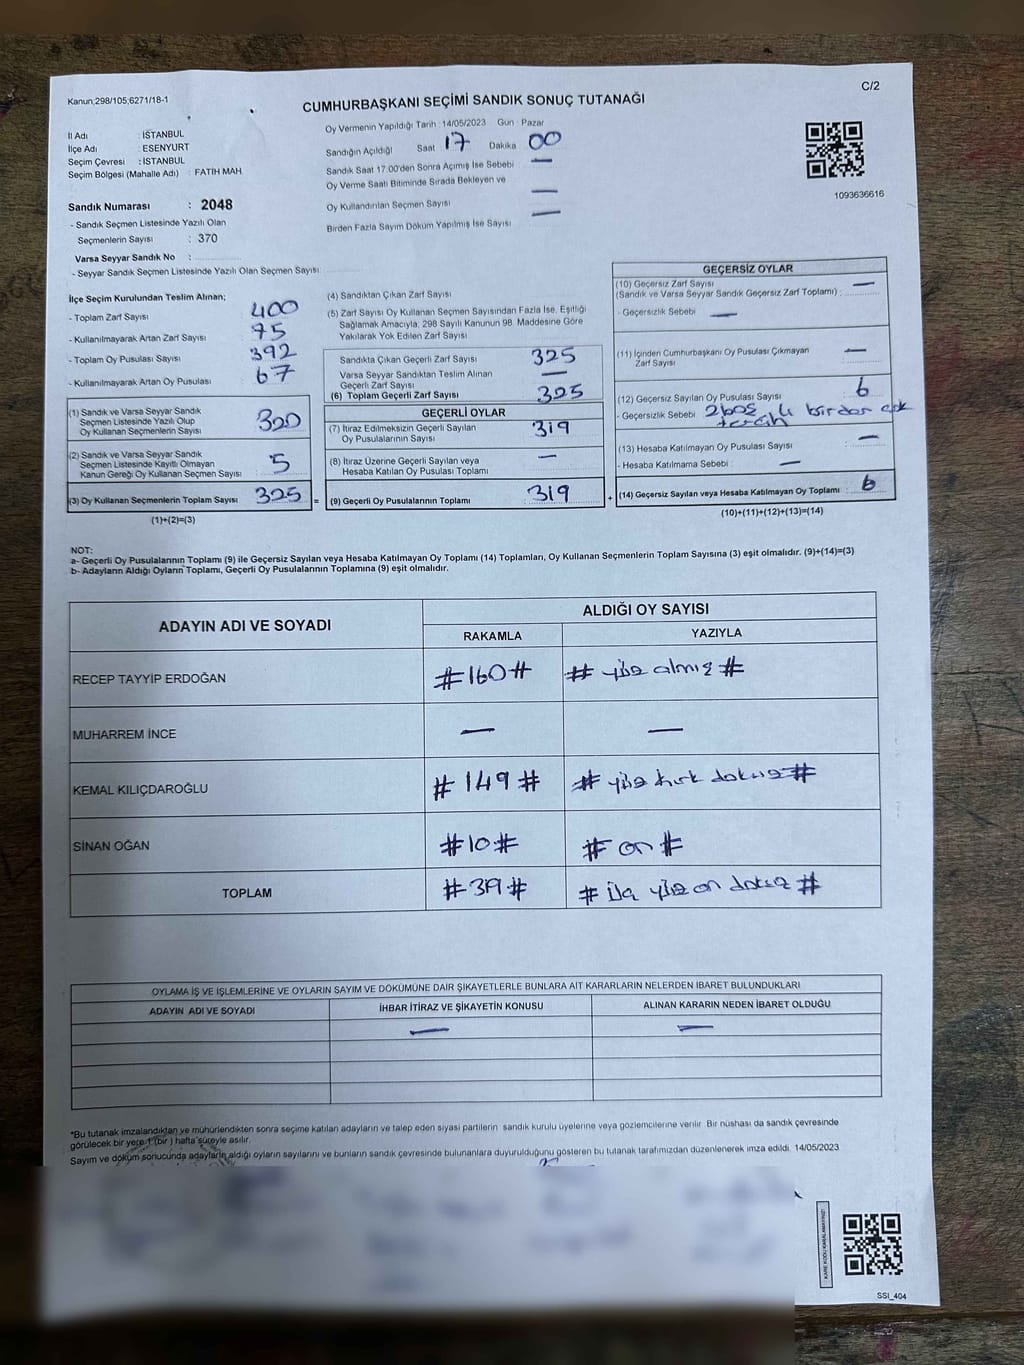 Kanun;298/105;6271/18-1
C/2
CUMHURBAŞKANI SEÇİMİ SANDIK SONUÇ TUTANAĞI
İl Adı : İSTANBUL
İlçe Adı : ESENYURT
Seçim Çevresi : İSTANBUL
Seçim Bölgesi (Mahalle Adı) : FATİH MAH.
Sandık Numarası : 2048
- Sandık Seçmen Listesinde Yazılı Olan
Seçmenlerin Sayısı : 370
Varsa Seyyar Sandık No :
- Seyyar Sandık Seçmen Listesinde Yazılı Olan Seçmen Sayısı
Oy Vermenin Yapıldığı Tarih : 14/05/2023 Gün : Pazar
Sandığın Açıldığı Saat 17 Dakika 00
Sandık Saat 17:00'den Sonra Açımış İse Sebebi —
Oy Verme Saati Bitiminde Sırada Bekleyen ve
Oy Kullandırılan Seçmen Sayısı —
Birden Fazla Sayım Döküm Yapılmış İse Sayısı —
1093636616
İlçe Seçim Kurulundan Teslim Alınan;
- Toplam Zarf Sayısı 400
- Kullanılmayarak Artan Zarf Sayısı 75
- Toplam Oy Pusulası Sayısı 392
- Kullanılmayarak Artan Oy Pusulası 67
(1) Sandık ve Varsa Seyyar Sandık
Seçmen Listesinde Yazılı Olup
Oy Kullanan Seçmenlerin Sayısı 320
(2) Sandık ve Varsa Seyyar Sandık
Seçmen Listesinde Kayıtlı Olmayan
Kanun Gereği Oy Kullanan Seçmen Sayısı 5
(3) Oy Kullanan Seçmenlerin Toplam Sayısı 325 =
(1)+(2)=(3)
(4) Sandıktan Çıkan Zarf Sayısı
(5) Zarf Sayısı Oy Kullanan Seçmen Sayısından Fazla İse, Eşitliği
Sağlamak Amacıyla, 298 Sayılı Kanunun 98. Maddesine Göre
Yakılarak Yok Edilen Zarf Sayısı
Sandıkta Çıkan Geçerli Zarf Sayısı 325
Varsa Seyyar Sandıktan Teslim Alınan
Geçerli Zarf Sayısı —
(6) Toplam Geçerli Zarf Sayısı 325
GEÇERLİ OYLAR
(7) İtiraz Edilmeksizin Geçerli Sayılan
Oy Pusulalarının Sayısı 319
(8) İtiraz Üzerine Geçerli Sayılan veya
Hesaba Katılan Oy Pusulası Toplamı —
(9) Geçerli Oy Pusulalarının Toplamı 319 +
GEÇERSİZ OYLAR
(10) Geçersiz Zarf Sayısı —
(Sandık ve Varsa Seyyar Sandık Geçersiz Zarf Toplamı) :
- Geçersizlik Sebebi —
(11) İçinden Cumhurbaşkanı Oy Pusulası Çıkmayan —
Zarf Sayısı
(12) Geçersiz Sayılan Oy Pusulası Sayısı 6
- Geçersizlik Sebebi 2 boş 4 birden çok
tercih
(13) Hesaba Katılmayan Oy Pusulası Sayısı —
- Hesaba Katılmama Sebebi : —
(14) Geçersiz Sayılan veya Hesaba Katılmayan Oy Toplamı : 6
(10)+(11)+(12)+(13)=(14)
NOT:
a- Geçerli Oy Pusulalarının Toplamı (9) ile Geçersiz Sayılan veya Hesaba Katılmayan Oy Toplamı (14) Toplamları, Oy Kullanan Seçmenlerin Toplam Sayısına (3) eşit olmalıdır. (9)+(14)=(3)
b- Adayların Aldığı Oyların Toplamı, Geçerli Oy Pusulalarının Toplamına (9) eşit olmalıdır.
ADAYIN ADI VE SOYADI
ALDIĞI OY SAYISI
RAKAMLA YAZIYLA
RECEP TAYYİP ERDOĞAN #160# # yüz altmış #
MUHARREM İNCE — —
KEMAL KILIÇDAROĞLU # 149 # # yüz kırk dokuz #
SİNAN OĞAN #10# # on #
TOPLAM #319# # üç yüz on dokuz #
OYLAMA İŞ VE İŞLEMLERİNE VE OYLARIN SAYIM VE DÖKÜMÜNE DAİR ŞİKAYETLERLE BUNLARA AİT KARARLARIN NELERDEN İBARET BULUNDUKLARI
ADAYIN ADI VE SOYADI İHBAR İTİRAZ VE ŞİKAYETİN KONUSU ALINAN KARARIN NEDEN İBARET OLDUĞU
— —
*Bu tutanak imzalandıktan ve mühürlendikten sonra seçime katılan adayların ve talep eden siyasi partilerin sandık kurulu üyelerine veya gözlemcilerine verilir. Bir nüshası da sandık çevresinde
görülecek bir yere 1 (bir) hafta süreyle asılır.
Sayım ve döküm sonucunda adayların aldığı oyların sayılarını ve bunların sandık çevresinde bulunanlara duyurulduğunu gösteren bu tutanak tarafımızdan düzenlenerek imza edildi. 14/05/2023
KARE KODU KARALAMAYINIZ!
SSI_404